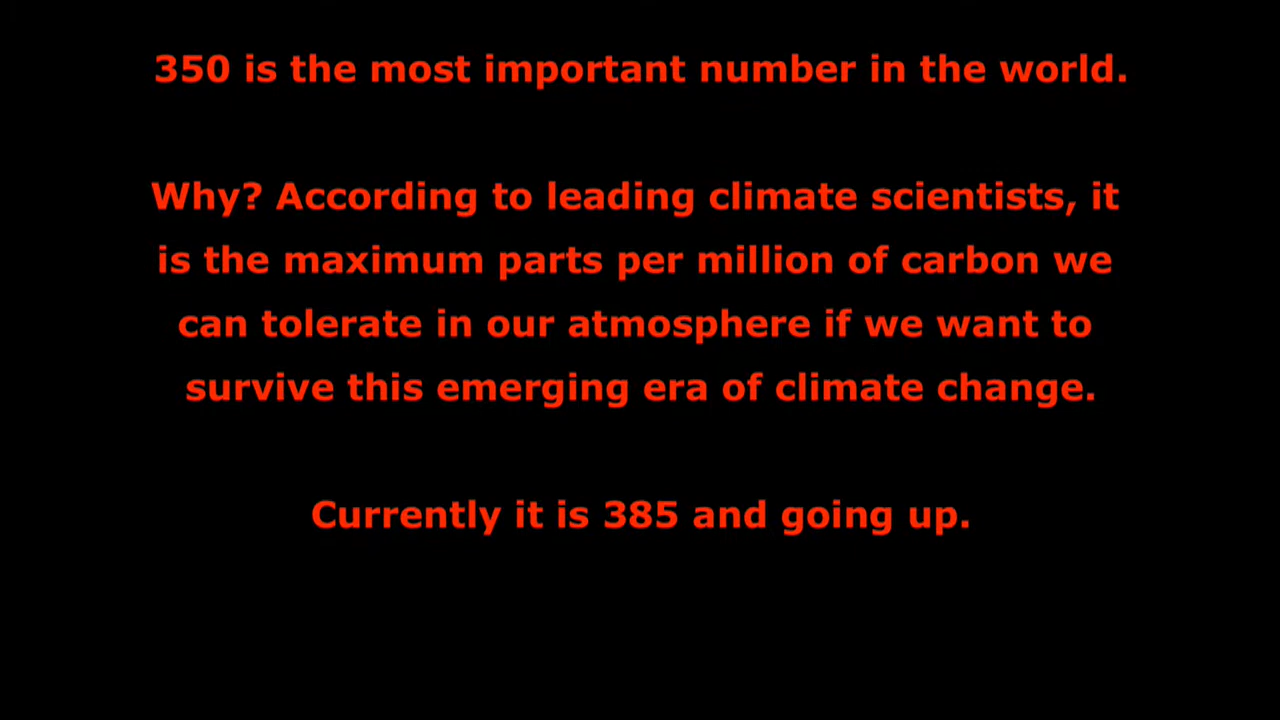 350 is the most important number in the world.
Why? According to leading climate scientists, it
is the maximum parts per million of carbon we
can tolerate in our atmosphere if we want to
survive this emerging era of climate change.
Currently it is 385 and going up.